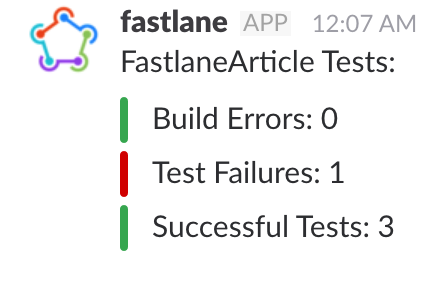 fastlane APP 12:07 AM
FastlaneArticle Tests:
Build Errors: 0
Test Failures: 1
Successful Tests: 3